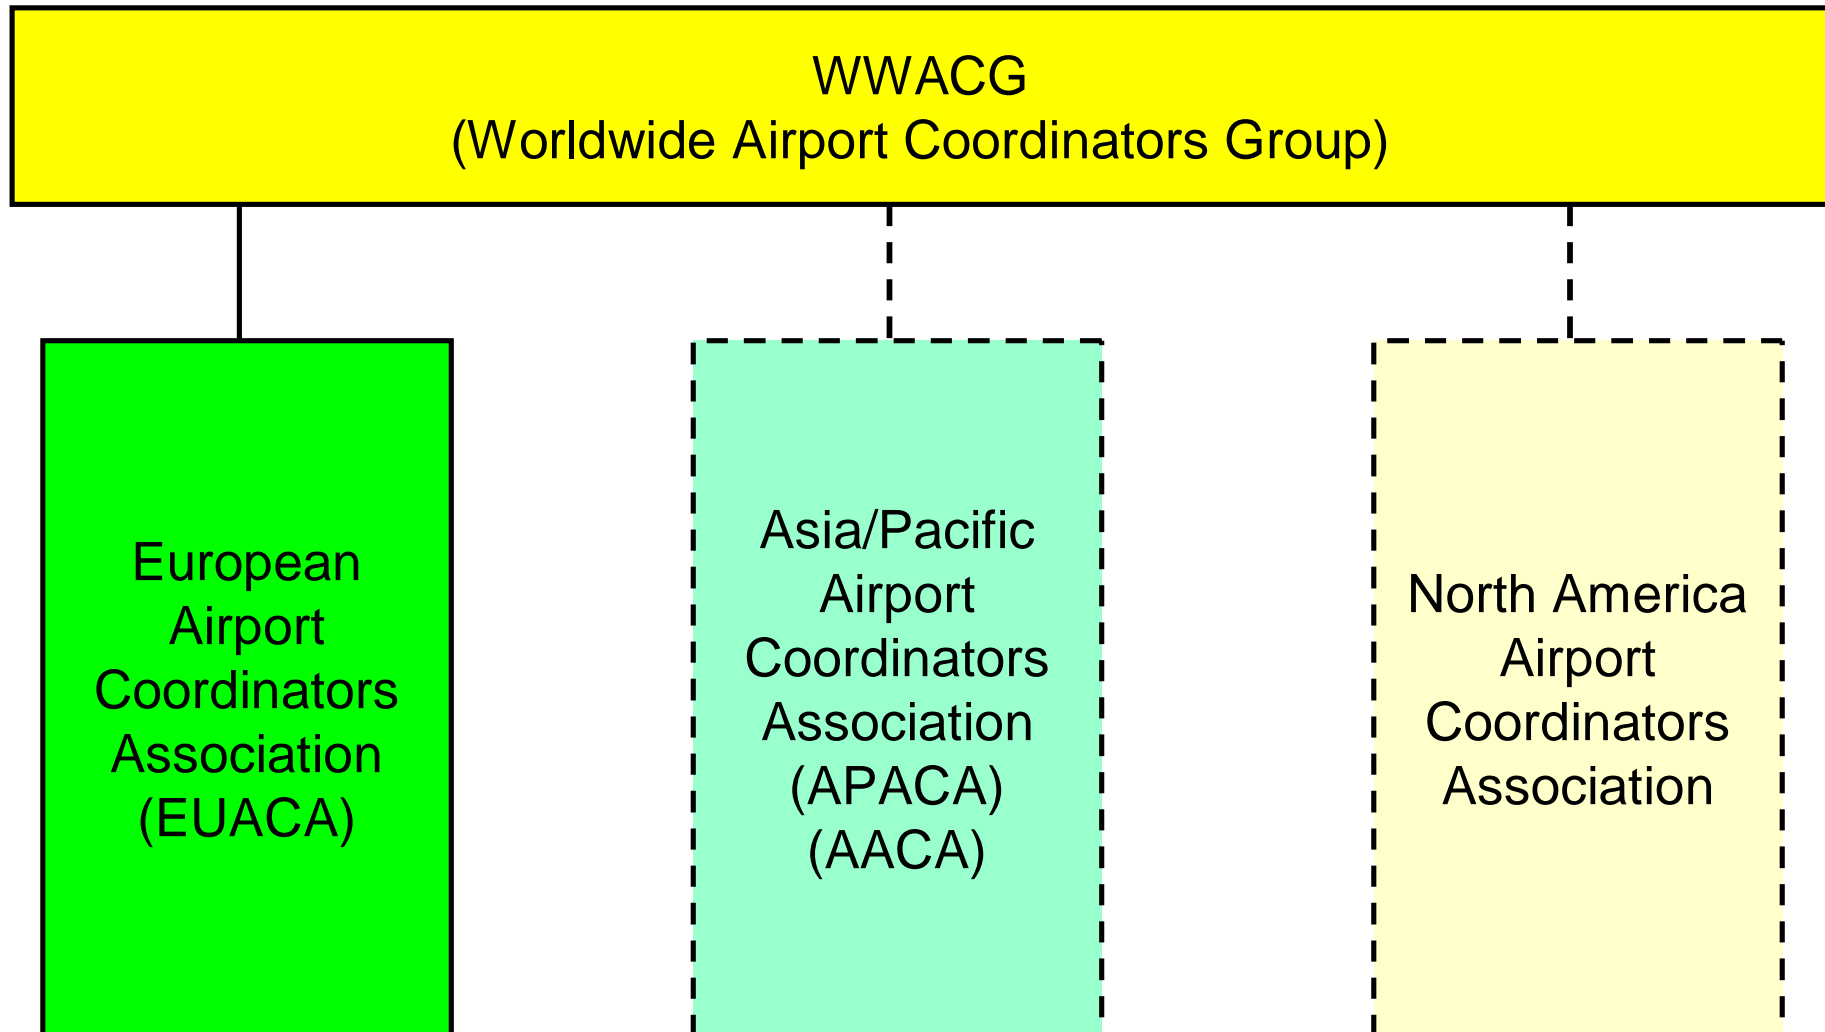 WWACG
(Worldwide Airport Coordinators Group)
European
Airport
Coordinators
Association
(EUACA)
Asia/Pacific
Airport
Coordinators
Association
(APACA)
(AACA)
North America
Airport
Coordinators
Association